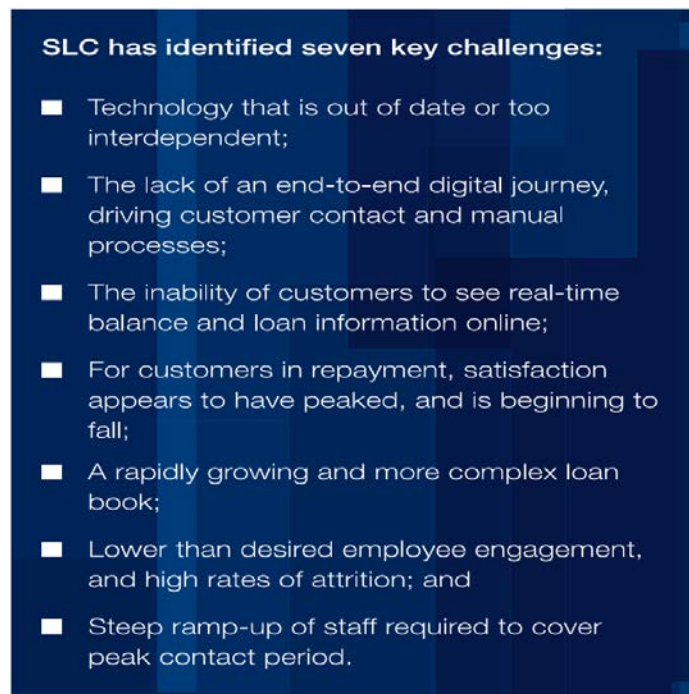 SLC has identified seven key challenges:
■ Technology that is out of date or too
interdependent;
■ The lack of an end-to-end digital journey,
driving customer contact and manual
processes;
■ The inability of customers to see real-time
balance and loan information online;
■ For customers in repayment, satisfaction
appears to have peaked, and is beginning to
fall;
■ A rapidly growing and more complex loan
book;
■ Lower than desired employee engagement,
and high rates of attrition; and
■ Steep ramp-up of staff required to cover
peak contact period.